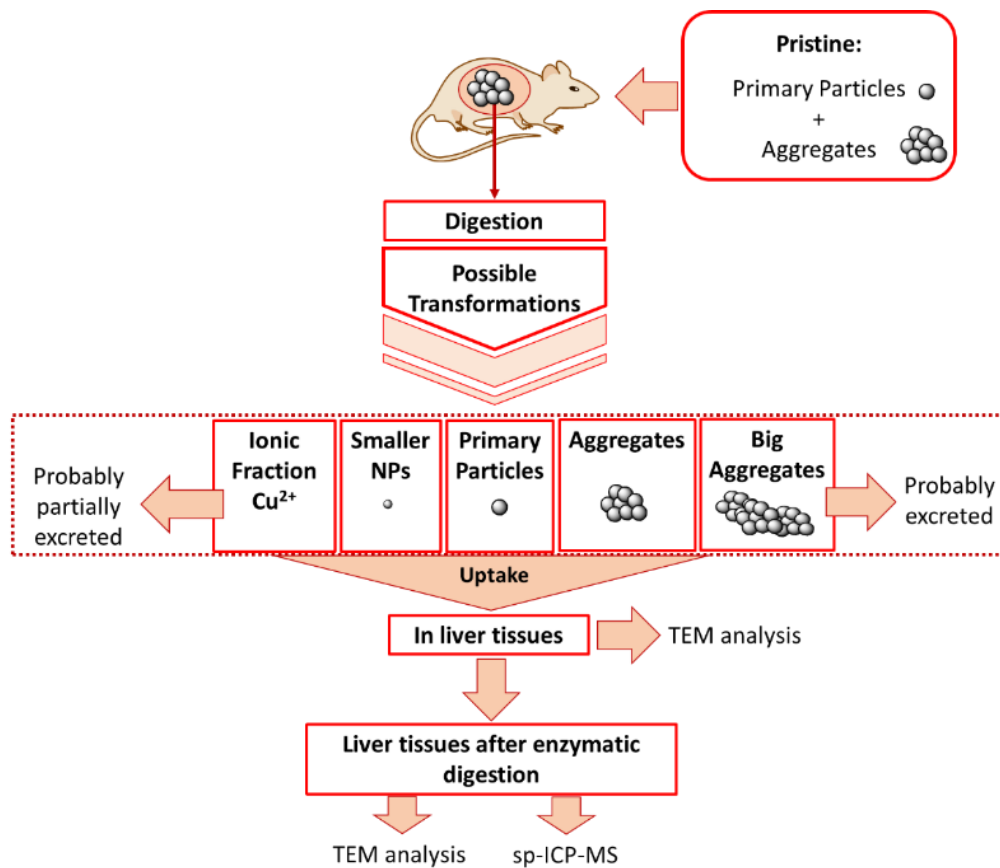 Pristine:
Primary Particles
+
Aggregates
Digestion
Possible
Transformations
Probably
partially
excreted
Ionic
Fraction
Cu²⁺
Smaller
NPs
Primary
Particles
Aggregates
Big
Aggregates
Probably
excreted
Uptake
In liver tissues
TEM analysis
Liver tissues after enzymatic
digestion
TEM analysis
sp-ICP-MS